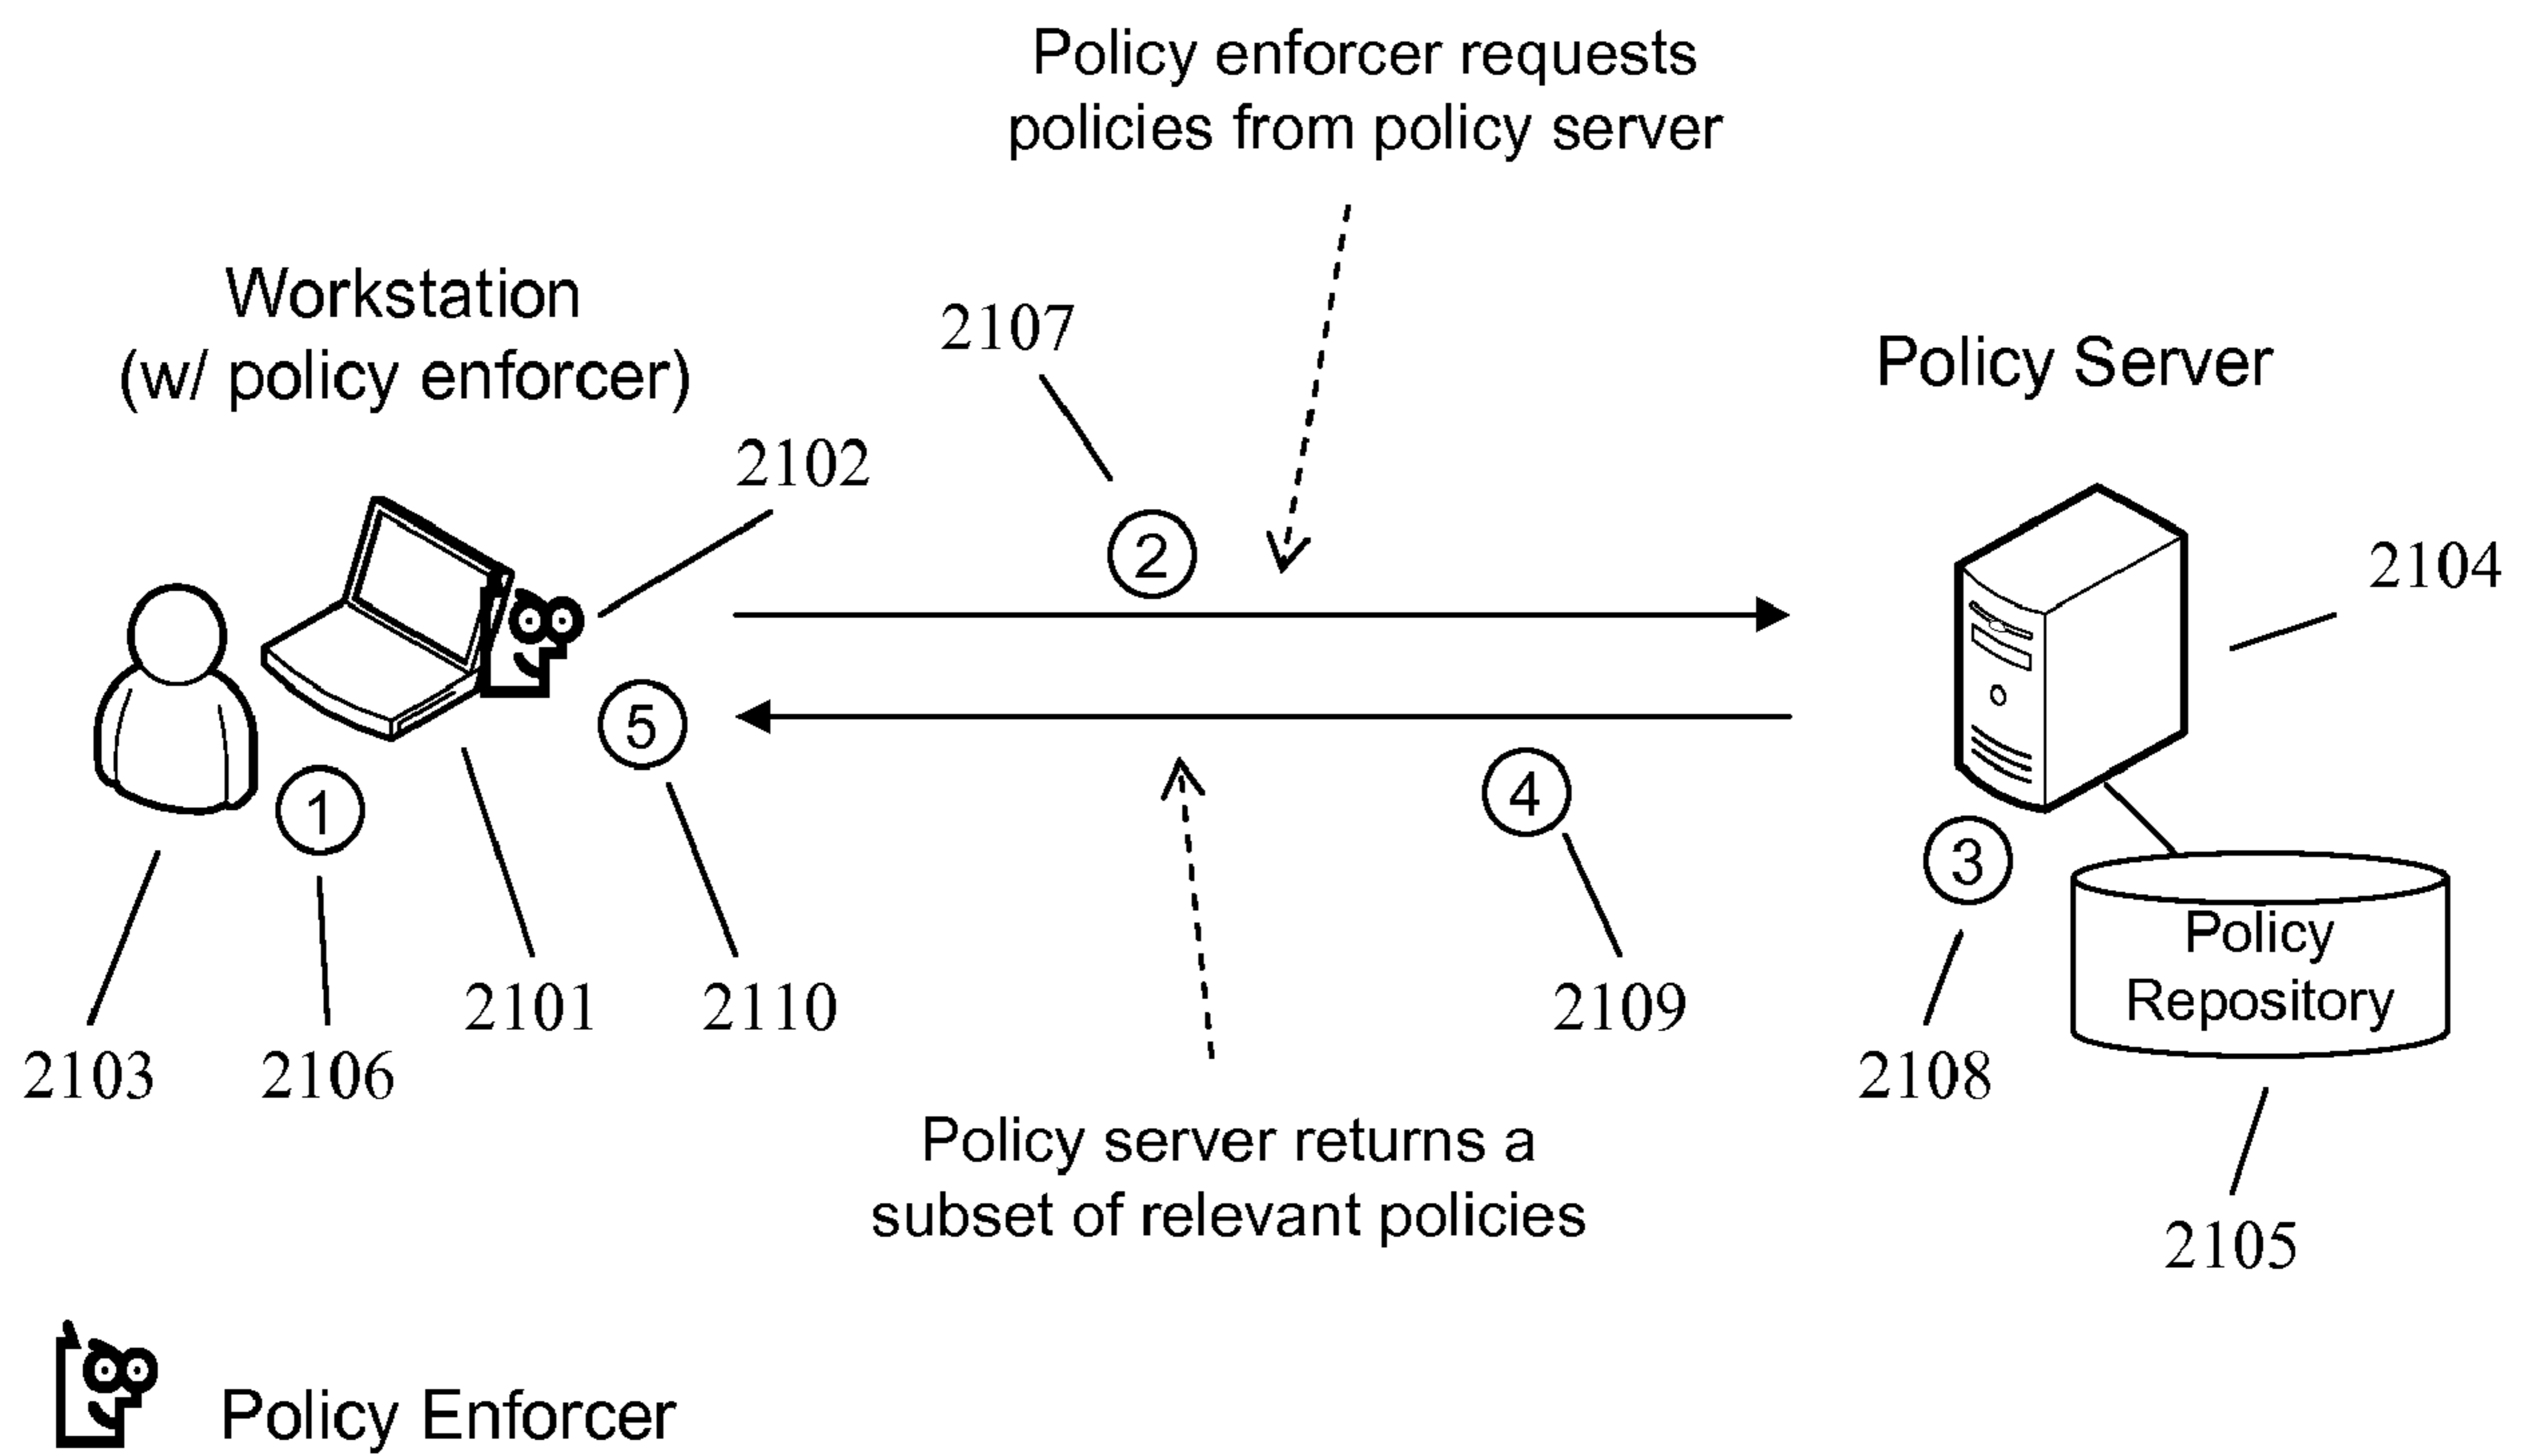 Policy enforcer requests
policies from policy server
Workstation
(w/ policy enforcer)
2107
Policy Server
2102
2
2104
5
4
1
3
Policy
Repository
2101
2110
2109
2103
2106
2108
Policy server returns a
subset of relevant policies
2105
Policy Enforcer